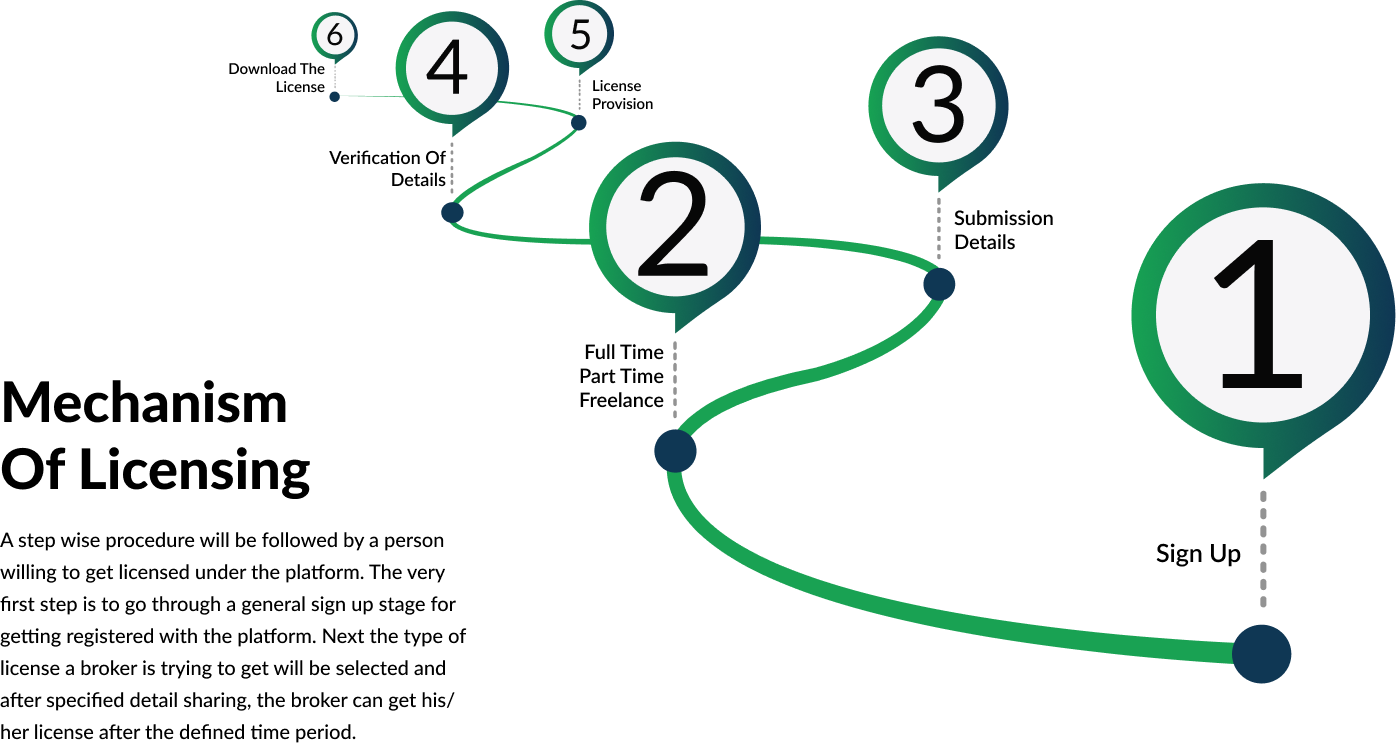 6
Download The
License
4
Verification Of
Details
5
License
Provision
2
Full Time
Part Time
Freelance
3
Submission
Details
1
Sign Up
Mechanism
Of Licensing
A step wise procedure will be followed by a person
willing to get licensed under the platform. The very
first step is to go through a general sign up stage for
getting registered with the platform. Next the type of
license a broker is trying to get will be selected and
after specified detail sharing, the broker can get his/
her license after the defined time period.